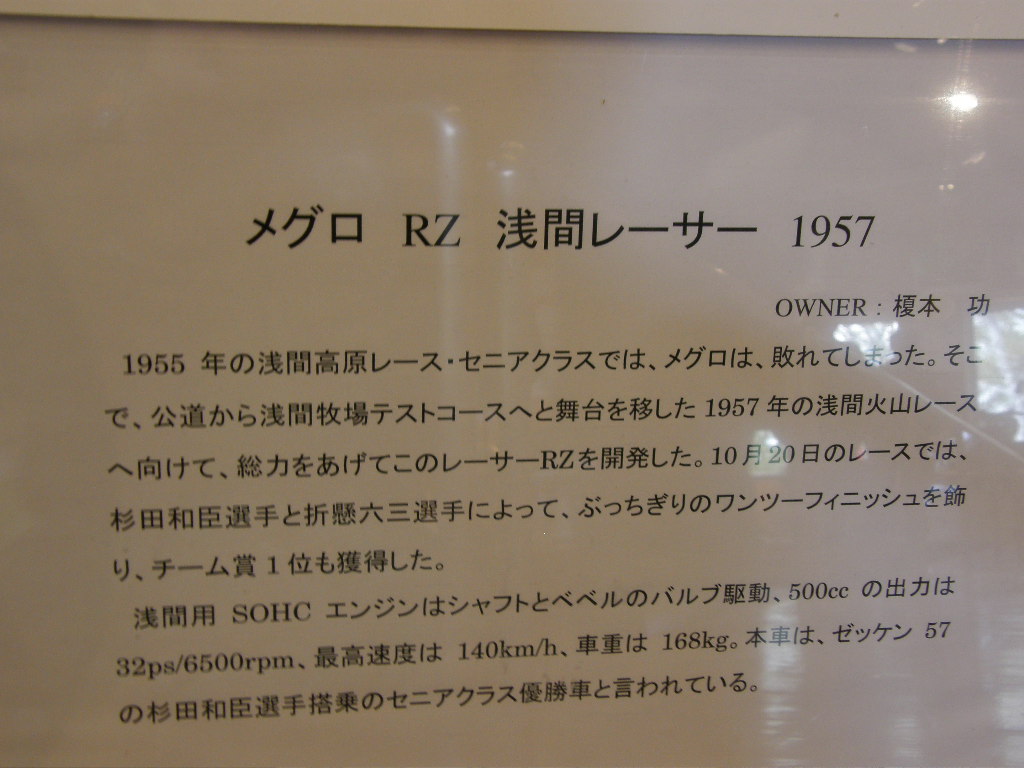 メグロ RZ 浅間レーサー 1957
OWNER : 榎本 功
1955 年の浅間高原レース・セニアクラスでは、メグロは、敗れてしまった。そこ
で、公道から浅間牧場テストコースへと舞台を移した 1957 年の浅間火山レース
へ向けて、総力をあげてこのレーサーRZを開発した。10月20日のレースでは、
杉田和臣選手と折懸六三選手によって、ぶっちぎりのワンツーフィニッシュを飾
り、チーム賞 1 位も獲得した。
浅間用 SOHC エンジンはシャフトとベベルのバルブ駆動、500cc の出力は
32ps/6500rpm、最高速度は 140km/h、車重は 168kg。本車は、ゼッケン 57
の杉田和臣選手搭乗のセニアクラス優勝車と言われている。